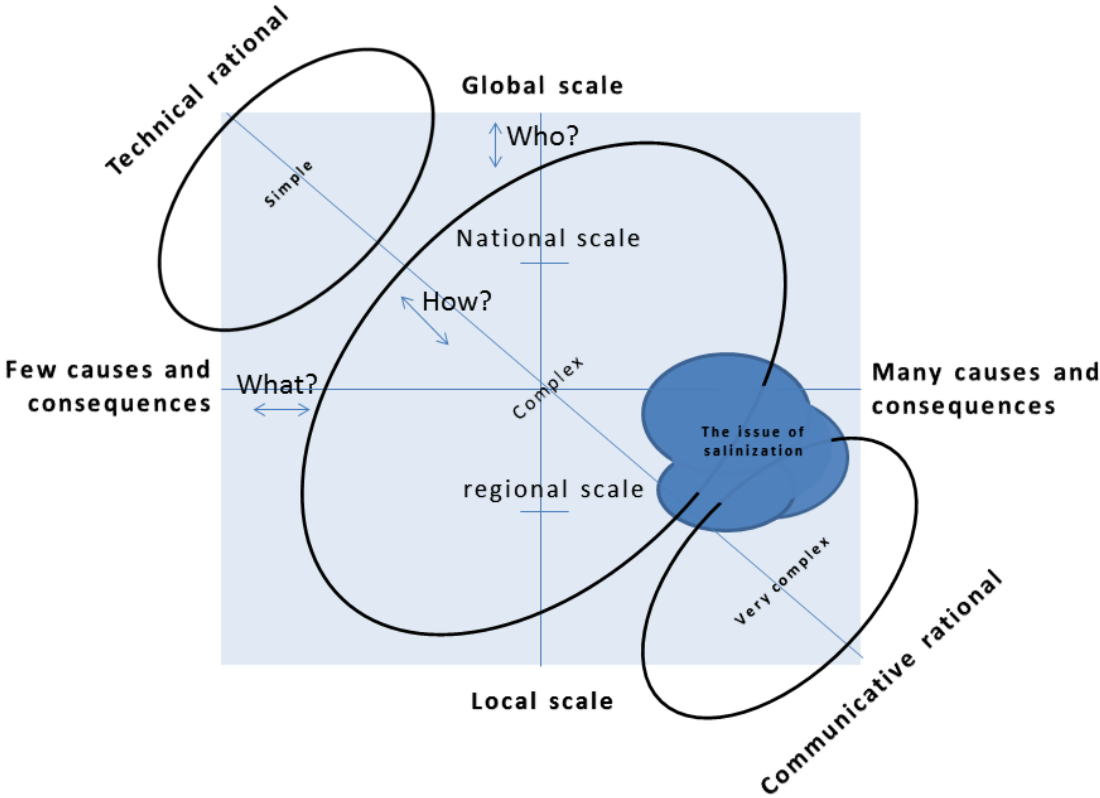 Technical rational
Global scale
Who?
Simple
National scale
How?
Few causes and
consequences
What?
Complex
Many causes and
consequences
The issue of
salinization
regional scale
Very complex
Local scale
Communicative rational